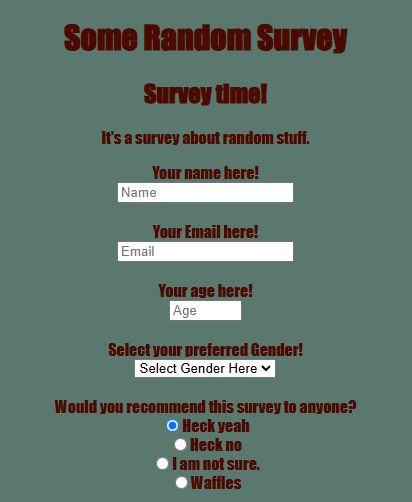 Some Random Survey
Survey time!
It's a survey about random stuff.
Your name here!
Name
Your Email here!
Email
Your age here!
Age
Select your preferred Gender!
Select Gender Here
Would you recommend this survey to anyone?
Heck yeah
Heck no
I am not sure.
Waffles